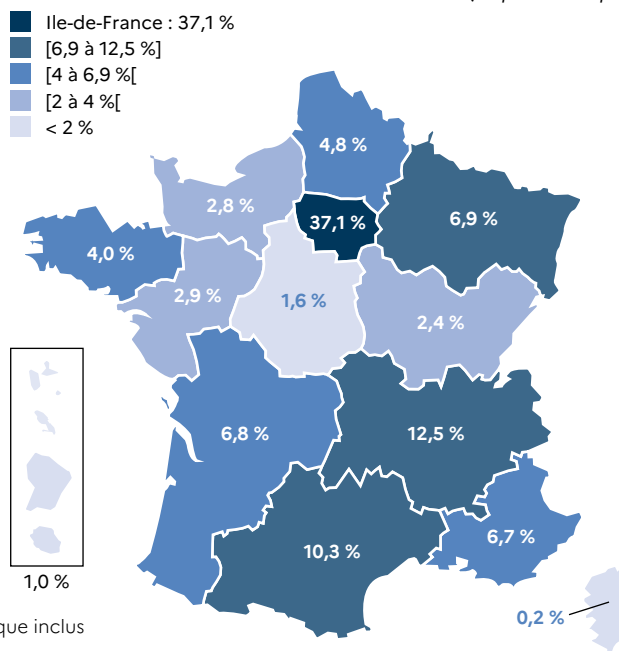 Ile-de-France : 37,1 %
[6,9 à 12,5 %]
[4 à 6,9 %[
[2 à 4 %[
< 2 %
4,8 %
2,8 %
37,1 %
6,9 %
4,0 %
2,9 %
1,6 %
2,4 %
6,8 %
12,5 %
10,3 %
6,7 %
1,0 %
0,2 %
que inclus